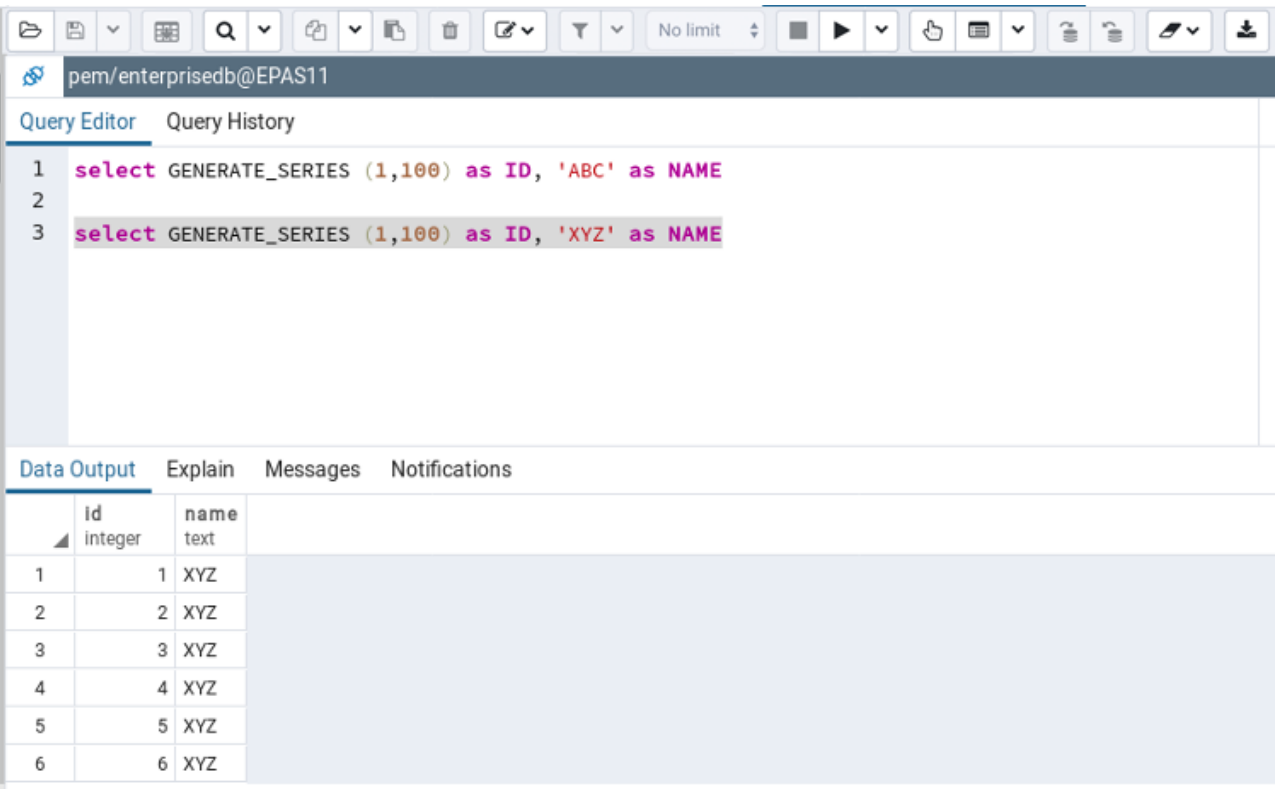 No limit
pem/enterprisedb@EPAS11
Query Editor Query History
1 select GENERATE_SERIES (1,100) as ID, 'ABC' as NAME
2
3 select GENERATE_SERIES (1,100) as ID, 'XYZ' as NAME
Data Output Explain Messages Notifications
id name
integer text
1 1 XYZ
2 2 XYZ
3 3 XYZ
4 4 XYZ
5 5 XYZ
6 6 XYZ